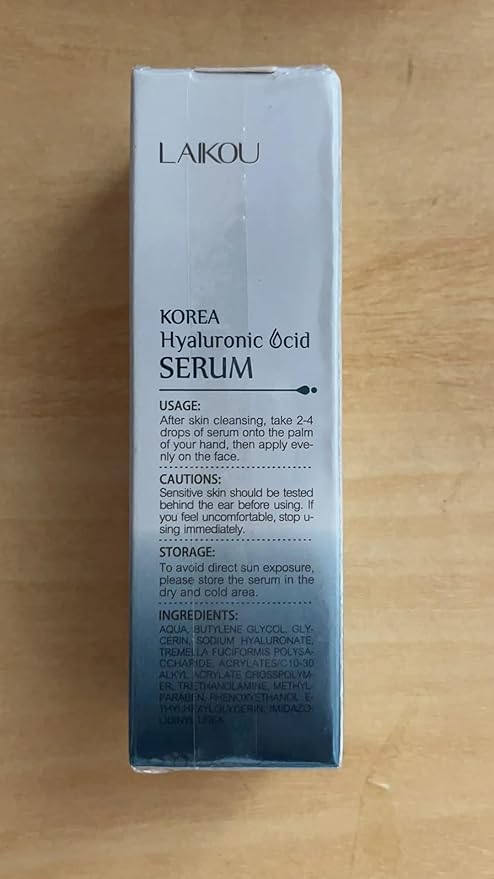 LAIKOU
KOREA
Hyaluronic Acid
SERUM
USAGE:
After skin cleansing, take 2-4
drops of serum onto the palm
of your hand, then apply eve-
nly on the face.
CAUTIONS:
Sensitive skin should be tested
behind the ear before using. If
you feel uncomfortable, stop u-
sing immediately.
STORAGE:
To avoid direct sun exposure,
please store the serum in the
dry and cold area.
INGREDIENTS:
AQUA, BUTYLENE GLYCOL, GLY-
CERIN, SODIUM HYALURONATE,
TREMELLA FUCIFORMIS POLYSA-
CCHARIDE, ACRYLATES/C10-30
ALKYL ACRYLATE CROSSPOLYM-
ER, TRIETHANOLAMINE, METHYL-
PARABEN, PHENOXYETHANOL, E-
THYLHEXYLGLYCERIN, IMIDAZO-
LIDINYL UREA